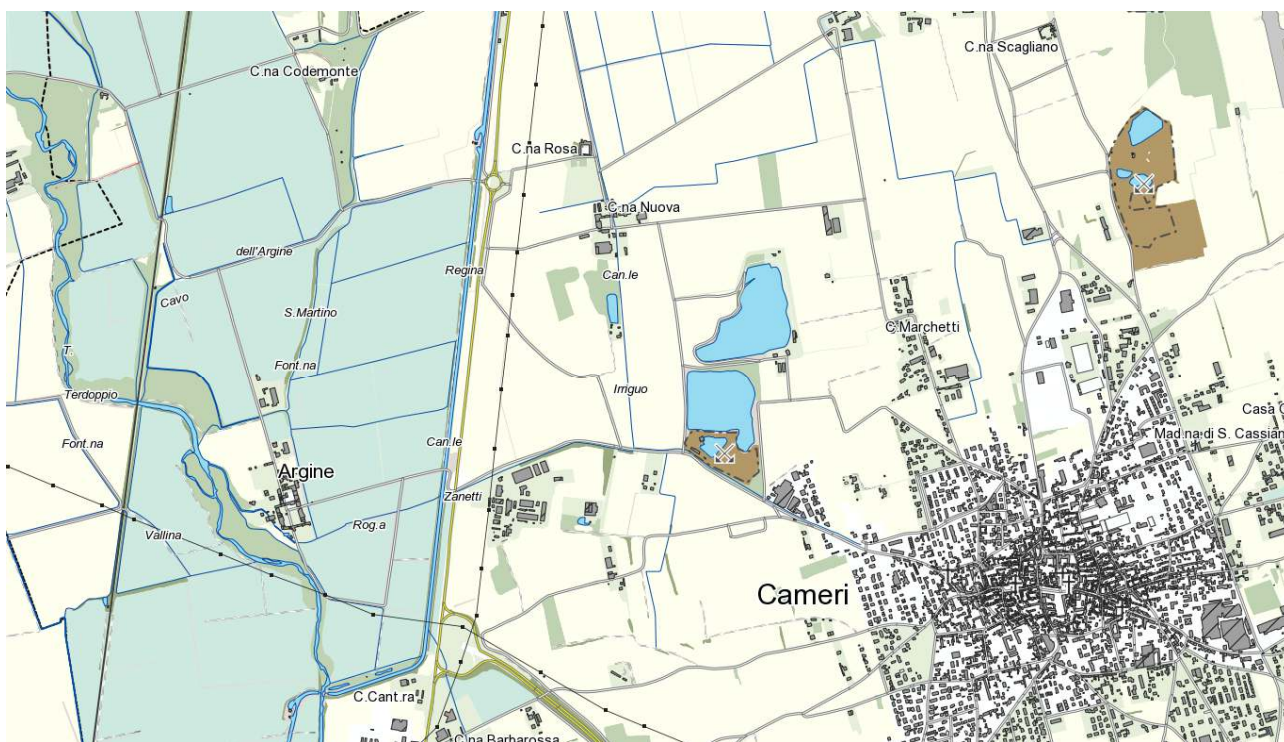 C.na Scagliano
C.na Codemonte
C.na Rosa
C.na Nuova
dell'Argine
Regina
Can.le
Cavo
S.Martino
C.Marchetti
T.
Font.na
Terdoppio
Irriguo
Casa
Font.na
Can.le
Mad.na di S. Cassian
Argine
Zanetti
Rog.a
Vallina
Cameri
C.Cant.ra
C.na Barbarossa